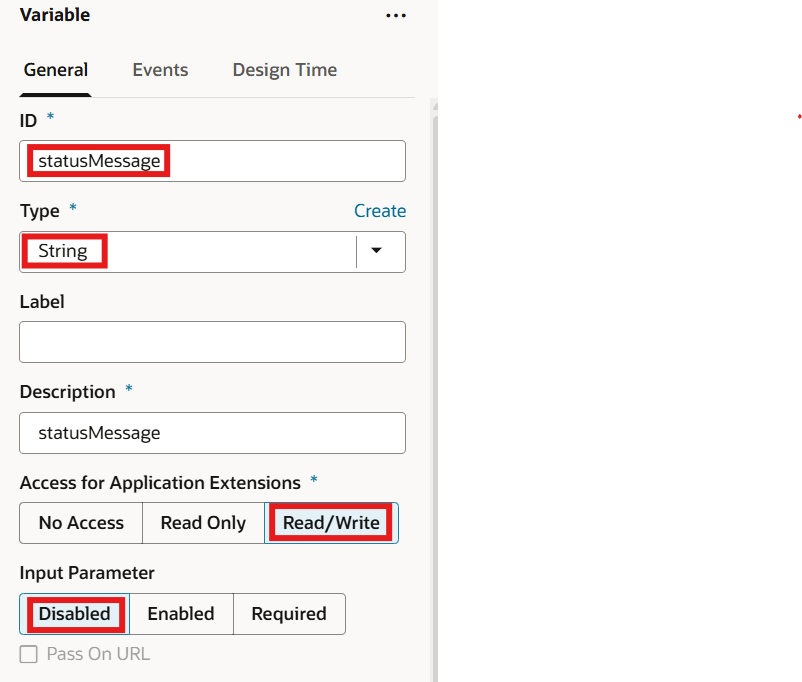 Variable ...
General Events Design Time
ID *
statusMessage
Type * Create
String
Label
Description *
statusMessage
Access for Application Extensions *
No Access Read Only Read/Write
Input Parameter
Disabled Enabled Required
Pass On URL